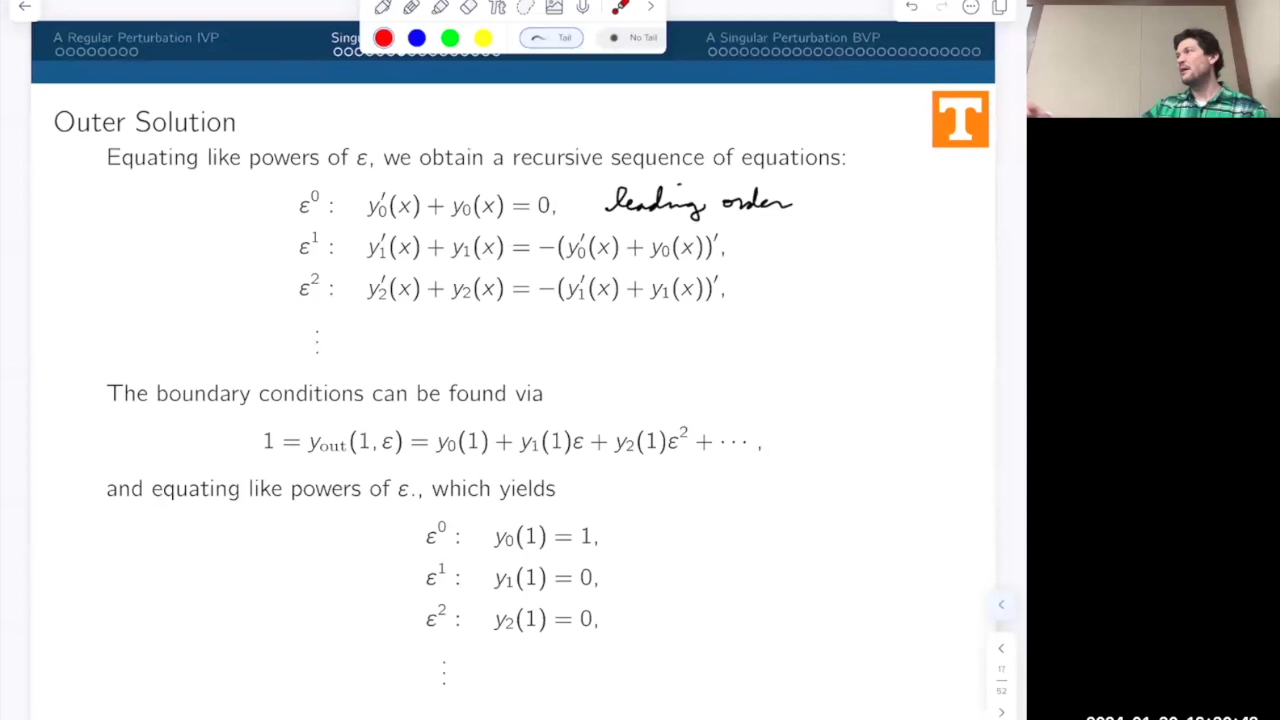 A Regular Perturbation IVP
Sing
A Singular Perturbation BVP
Tail
No Tail
T
Outer Solution
Equating like powers of ε, we obtain a recursive sequence of equations:
ε⁰ : y₀′(x) + y₀(x) = 0, leading order
ε¹ : y₁′(x) + y₁(x) = −(y₀′(x) + y₀(x))′,
ε² : y₂′(x) + y₂(x) = −(y₁′(x) + y₁(x))′,
⋮
The boundary conditions can be found via
1 = y_out(1, ε) = y₀(1) + y₁(1)ε + y₂(1)ε² + ⋯ ,
and equating like powers of ε., which yields
ε⁰ : y₀(1) = 1,
ε¹ : y₁(1) = 0,
ε² : y₂(1) = 0,
⋮
17
52